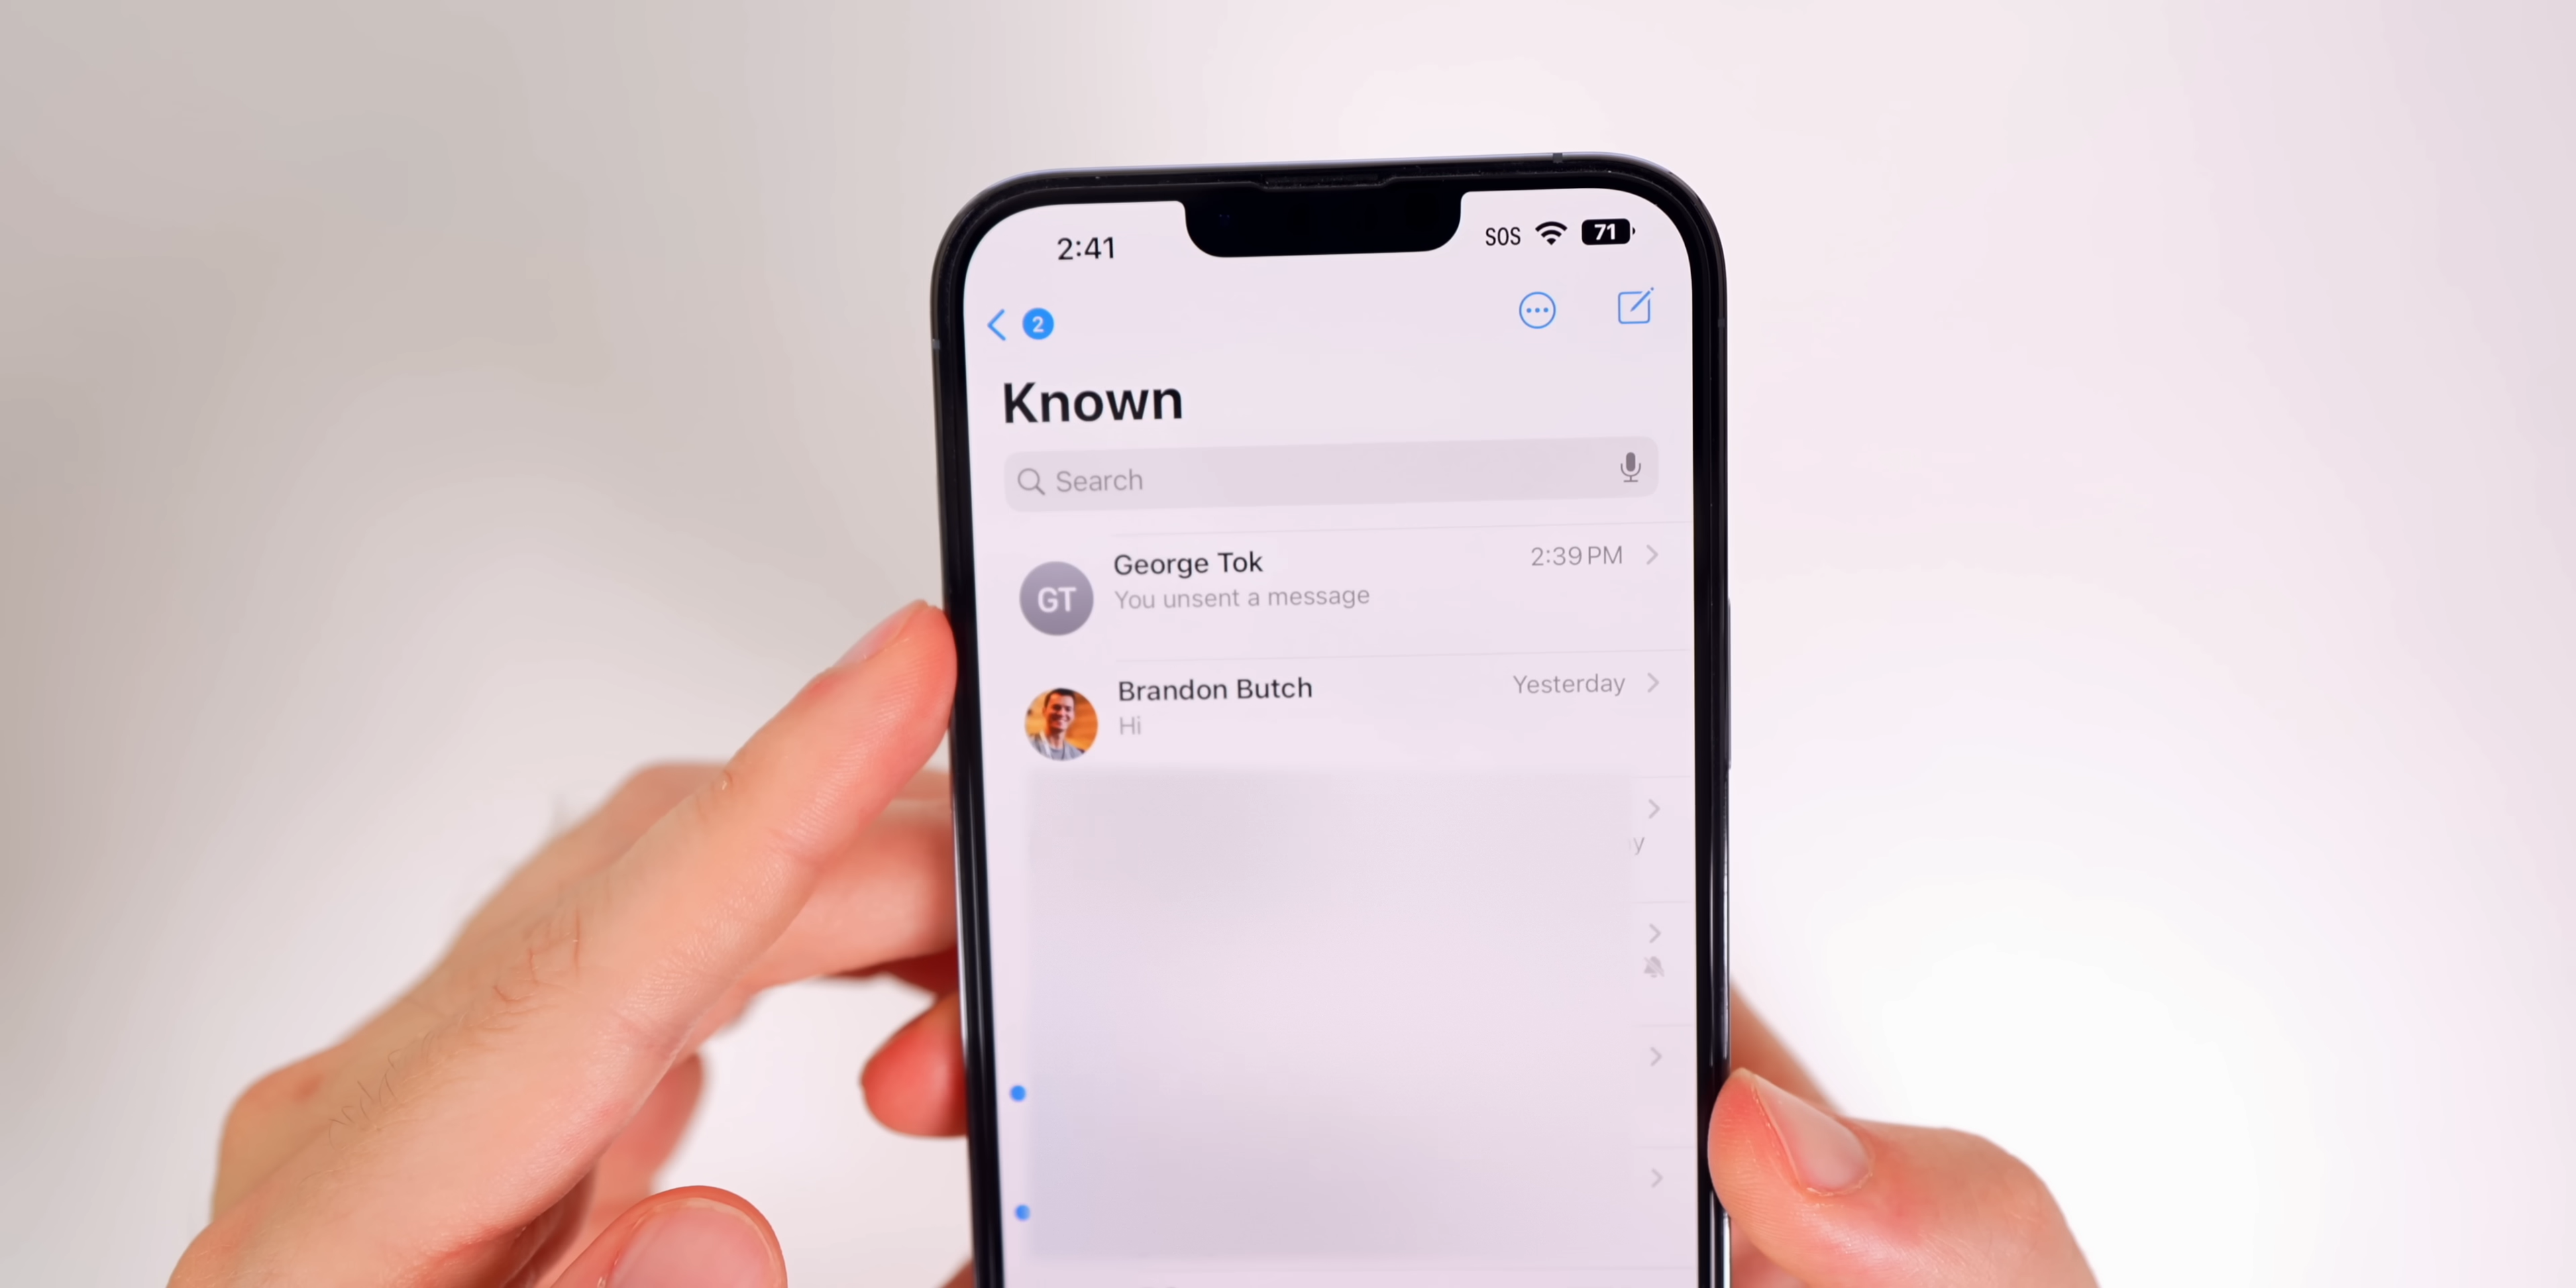 2:41
SOS
71
2
Known
Search
George Tok
2:39 PM
GT
You unsent a message
Brandon Butch
Yesterday
Hi
y